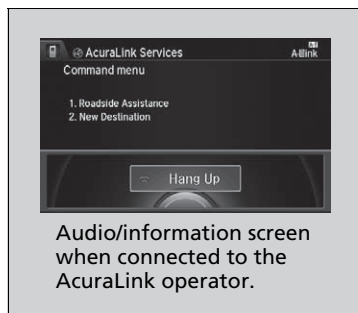 AcuraLink Services
Command menu
1. Roadside Assistance
2. New Destination
Hang Up
Audio/information screen
when connected to the
AcuraLink operator.